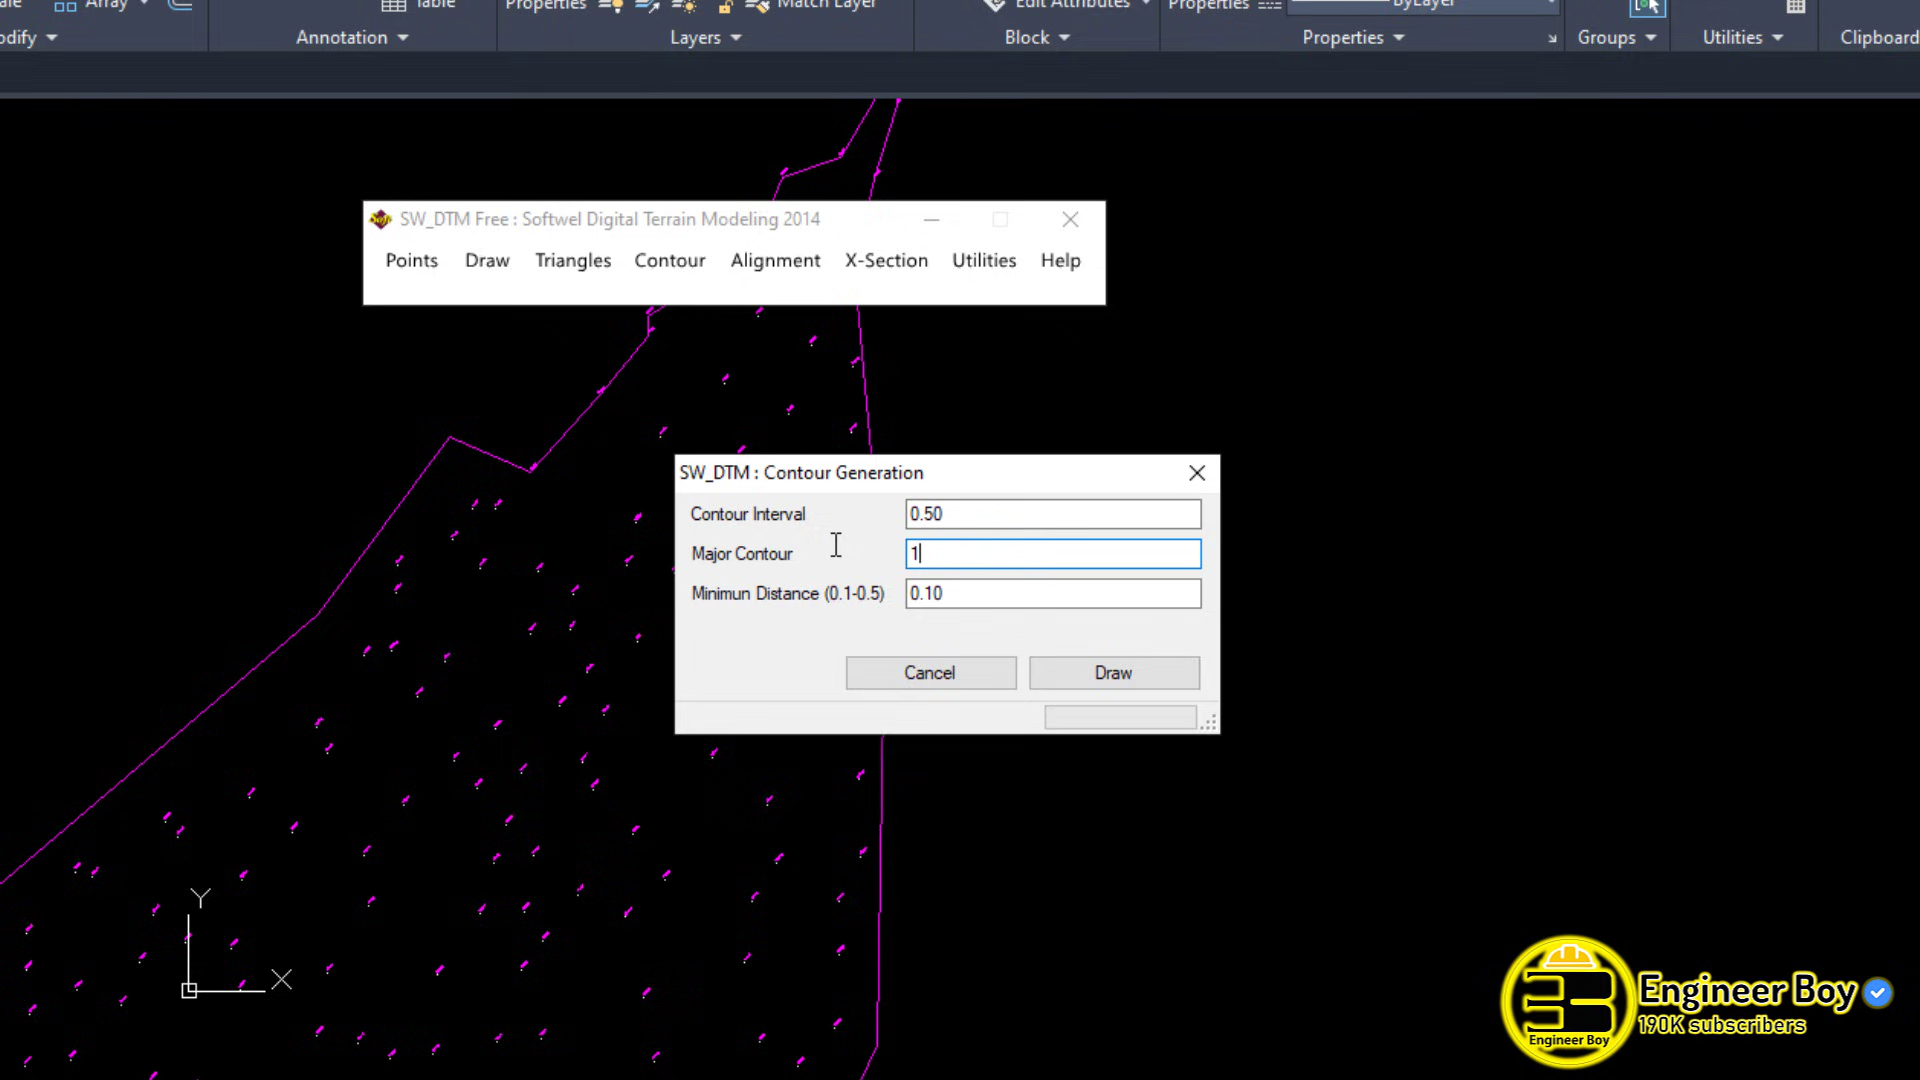 Array
Table
Properties
Match Layer
Edit Attributes
Properties
ByLayer
Annotation
Layers
Block
Properties
Groups
Utilities
Clipboard
SW_DTM Free : Softwel Digital Terrain Modeling 2014
Points Draw Triangles Contour Alignment X-Section Utilities Help
SW_DTM : Contour Generation
Contour Interval 0.50
Major Contour 1
Minimun Distance (0.1-0.5) 0.10
Cancel Draw
Y
X
Engineer Boy
190K subscribers
Engineer Boy